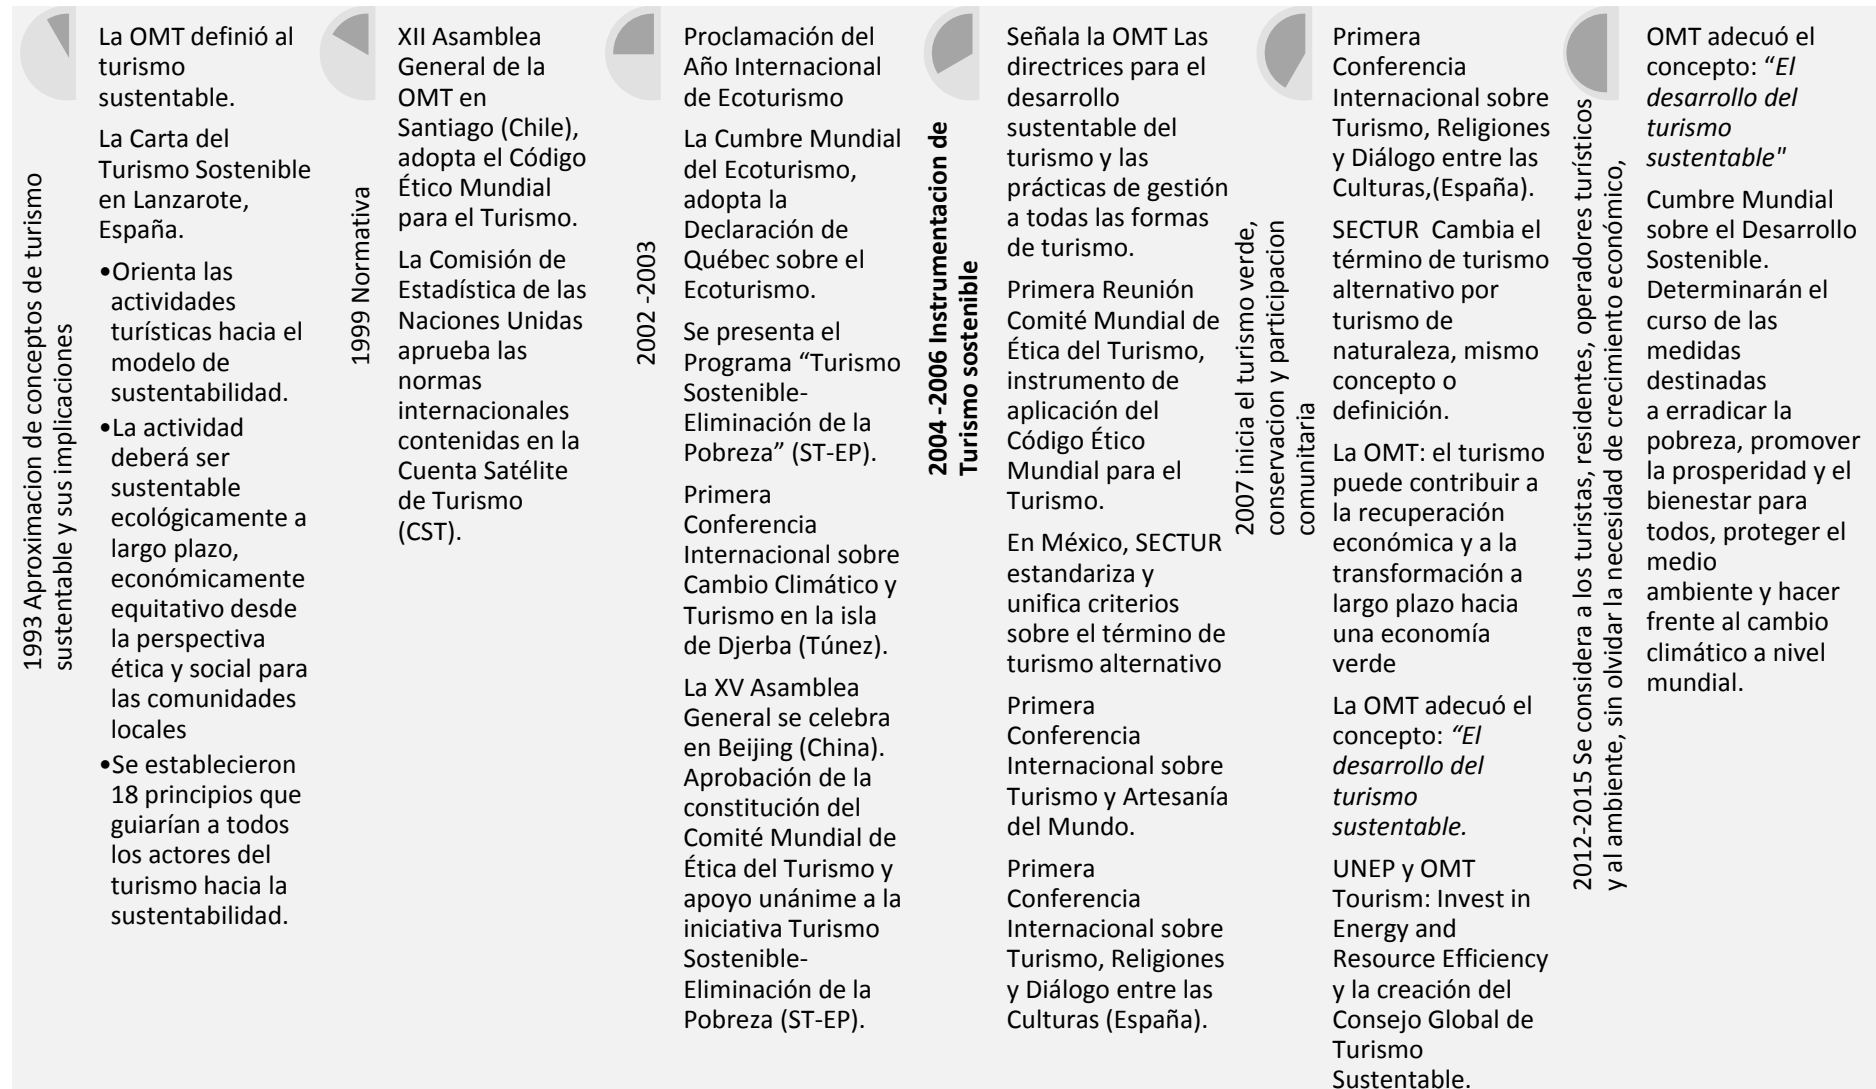 1993 Aproximacion de conceptos de turismo
sustentable y sus implicaciones
La OMT definió al
turismo
sustentable.
La Carta del
Turismo Sostenible
en Lanzarote,
España.
•Orienta las
actividades
turísticas hacia el
modelo de
sustentabilidad.
•La actividad
deberá ser
sustentable
ecológicamente a
largo plazo,
económicamente
equitativo desde
la perspectiva
ética y social para
las comunidades
locales
•Se establecieron
18 principios que
guiarían a todos
los actores del
turismo hacia la
sustentabilidad.
1999 Normativa
XII Asamblea
General de la
OMT en
Santiago (Chile),
adopta el Código
Ético Mundial
para el Turismo.
La Comisión de
Estadística de las
Naciones Unidas
aprueba las
normas
internacionales
contenidas en la
Cuenta Satélite
de Turismo
(CST).
2002 -2003
Proclamación del
Año Internacional
de Ecoturismo
La Cumbre Mundial
del Ecoturismo,
adopta la
Declaración de
Québec sobre el
Ecoturismo.
Se presenta el
Programa “Turismo
Sostenible-
Eliminación de la
Pobreza” (ST-EP).
Primera
Conferencia
Internacional sobre
Cambio Climático y
Turismo en la isla
de Djerba (Túnez).
La XV Asamblea
General se celebra
en Beijing (China).
Aprobación de la
constitución del
Comité Mundial de
Ética del Turismo y
apoyo unánime a la
iniciativa Turismo
Sostenible-
Eliminación de la
Pobreza (ST-EP).
2004 -2006 Instrumentacion de
Turismo sostenible
Señala la OMT Las
directrices para el
desarrollo
sustentable del
turismo y las
prácticas de gestión
a todas las formas
de turismo.
Primera Reunión
Comité Mundial de
Ética del Turismo,
instrumento de
aplicación del
Código Ético
Mundial para el
Turismo.
En México, SECTUR
estandariza y
unifica criterios
sobre el término de
turismo alternativo
Primera
Conferencia
Internacional sobre
Turismo y Artesanía
del Mundo.
Primera
Conferencia
Internacional sobre
Turismo, Religiones
y Diálogo entre las
Culturas (España).
2007 inicia el turismo verde,
conservacion y participacion
comunitaria
Primera
Conferencia
Internacional sobre
Turismo, Religiones
y Diálogo entre las
Culturas,(España).
SECTUR Cambia el
término de turismo
alternativo por
turismo de
naturaleza, mismo
concepto o
definición.
La OMT: el turismo
puede contribuir a
la recuperación
económica y a la
transformación a
largo plazo hacia
una economía
verde
La OMT adecuó el
concepto: “El
desarrollo del
turismo
sustentable.
UNEP y OMT
Tourism: Invest in
Energy and
Resource Efficiency
y la creación del
Consejo Global de
Turismo
Sustentable.
2012-2015 Se considera a los turistas, residentes, operadores turísticos
y al ambiente, sin olvidar la necesidad de crecimiento económico,
OMT adecuó el
concepto: “El
desarrollo del
turismo
sustentable"
Cumbre Mundial
sobre el Desarrollo
Sostenible.
Determinarán el
curso de las
medidas
destinadas
a erradicar la
pobreza, promover
la prosperidad y el
bienestar para
todos, proteger el
medio
ambiente y hacer
frente al cambio
climático a nivel
mundial.